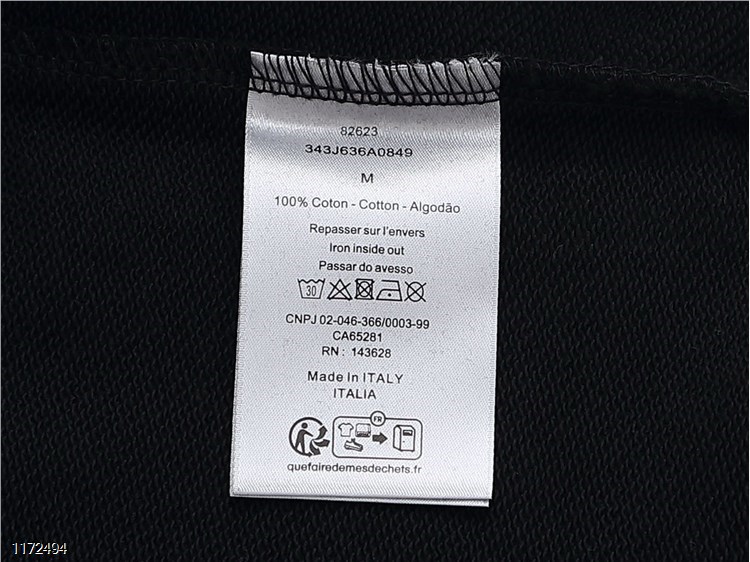 82623
343J636A0849
M
100% Coton - Cotton - Algodão
Repasser sur l'envers
Iron inside out
Passar do avesso
30
CNPJ 02-046-366/0003-99
CA65281
RN : 143628
Made In ITALY
ITALIA
FR
quefairedemesdechets.fr
1172494